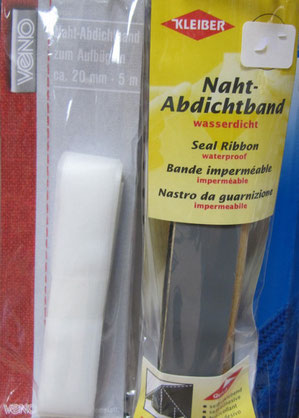 VENO
Naht-Abdichtband
zum Aufbügeln
ca. 20 mm - 5 m
VENO
KLEIBER
Naht-
Abdichtband
wasserdicht
Seal Ribbon
waterproof
Bande imperméable
imperméable
Nastro da guarnizione
impermeabile